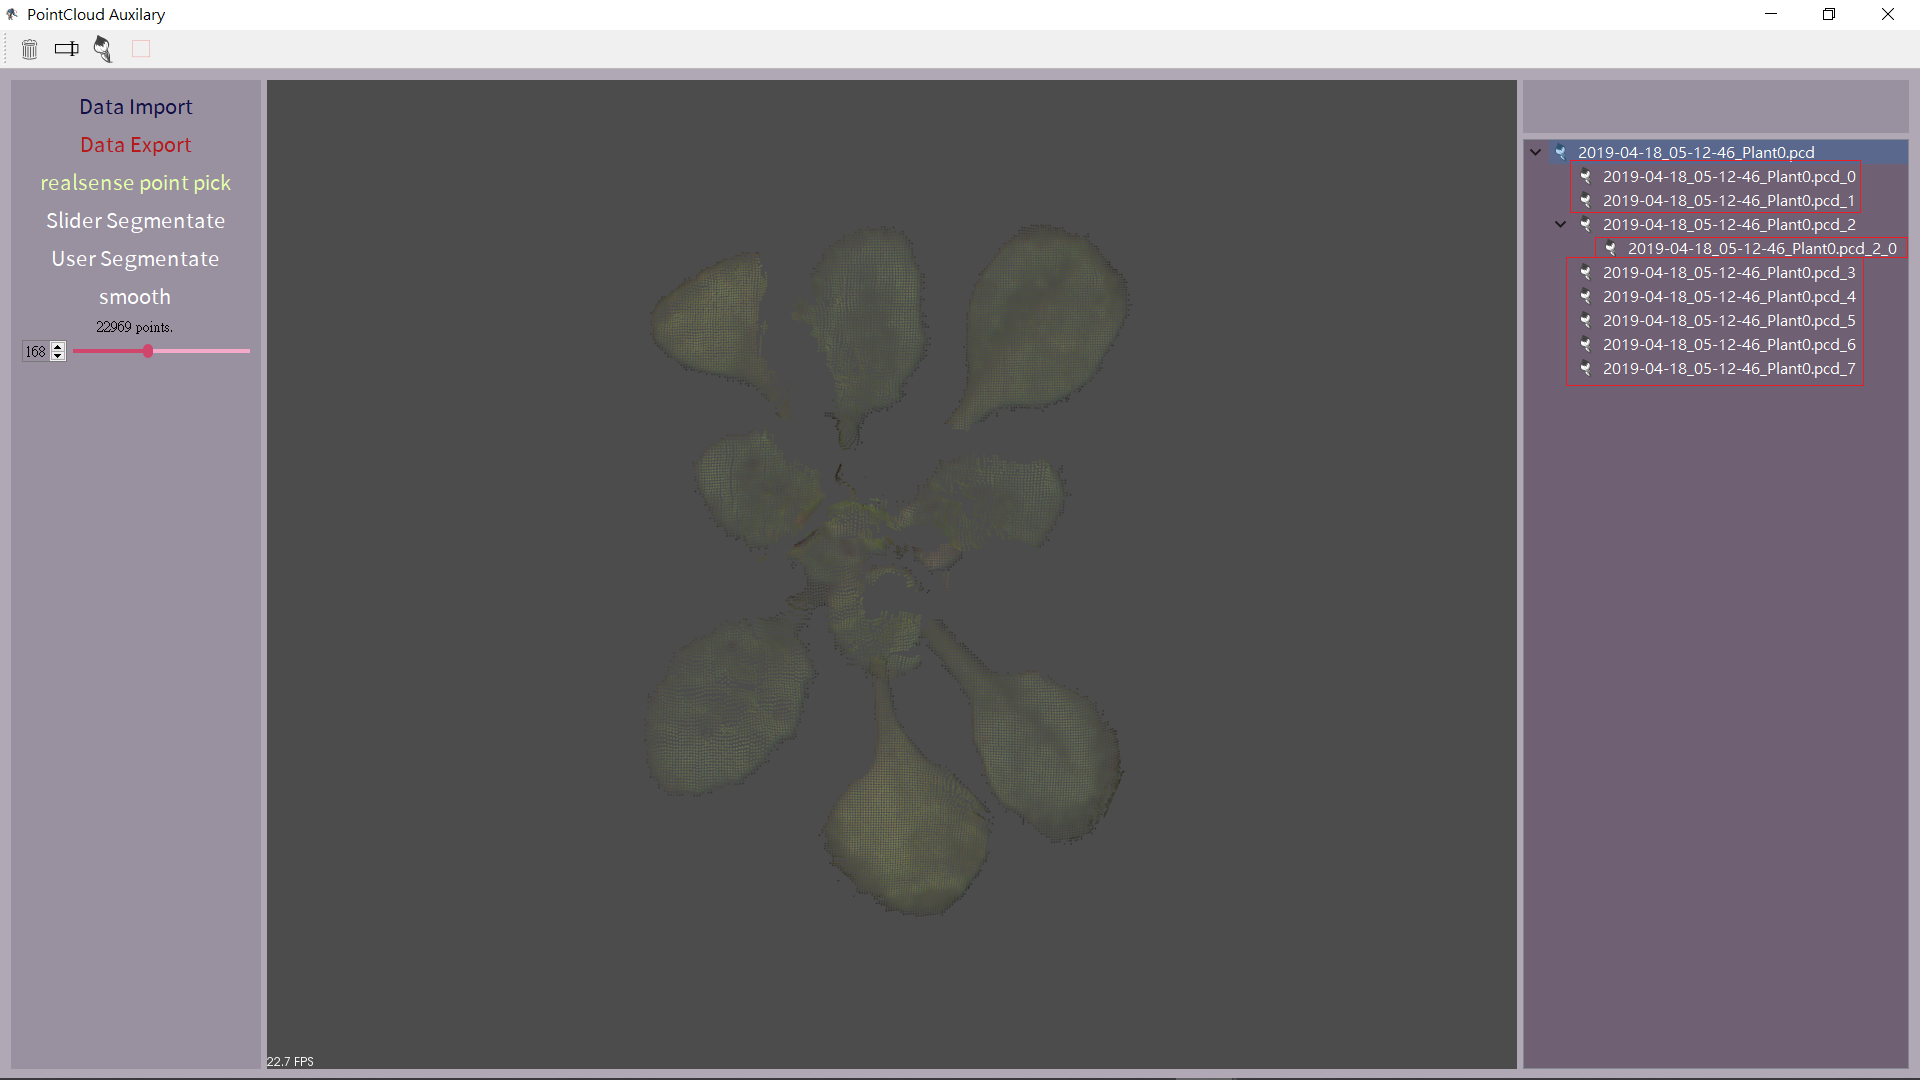 PointCloud Auxilary
Data Import
Data Export
realsense point pick
Slider Segmentate
User Segmentate
smooth
22969 points.
168
22.7 FPS
2019-04-18_05-12-46_Plant0.pcd
2019-04-18_05-12-46_Plant0.pcd_0
2019-04-18_05-12-46_Plant0.pcd_1
2019-04-18_05-12-46_Plant0.pcd_2
2019-04-18_05-12-46_Plant0.pcd_2_0
2019-04-18_05-12-46_Plant0.pcd_3
2019-04-18_05-12-46_Plant0.pcd_4
2019-04-18_05-12-46_Plant0.pcd_5
2019-04-18_05-12-46_Plant0.pcd_6
2019-04-18_05-12-46_Plant0.pcd_7